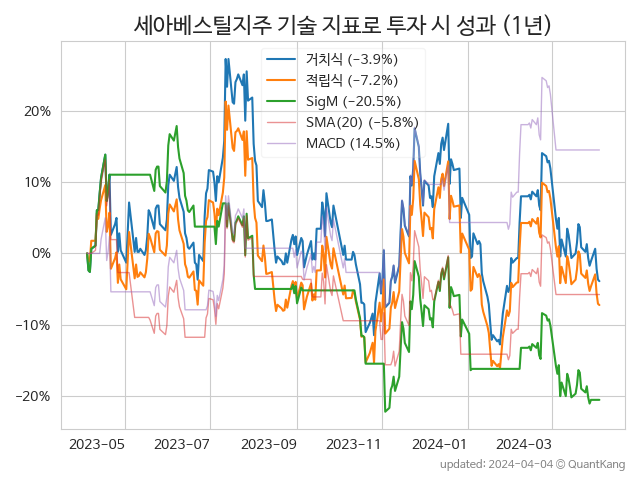 세아베스틸지주 기술 지표로 투자 시 성과 (1년)
거치식 (−3.9%)
적립식 (−7.2%)
SigM (−20.5%)
SMA(20) (−5.8%)
MACD (14.5%)
20%
10%
0%
−10%
−20%
2023−05
2023−07
2023−09
2023−11
2024−01
2024−03
updated: 2024-04-04 © QuantKang